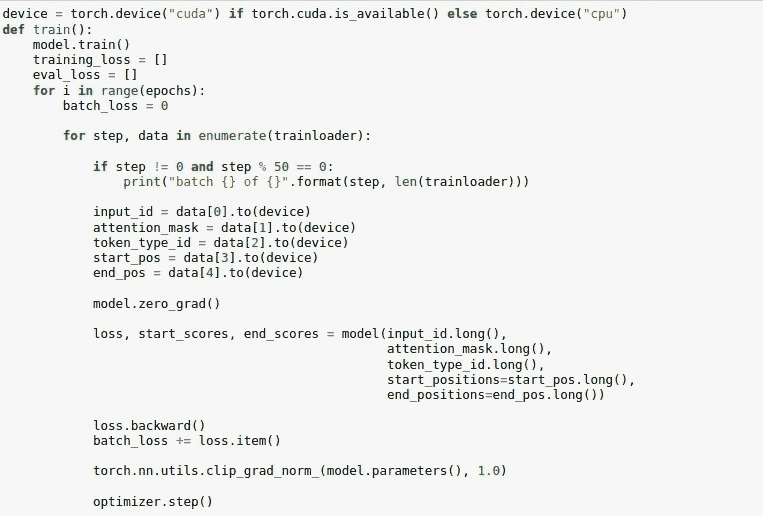 device = torch.device("cuda") if torch.cuda.is_available() else torch.device("cpu")
def train():
    model.train()
    training_loss = []
    eval_loss = []
    for i in range(epochs):
        batch_loss = 0

        for step, data in enumerate(trainloader):

            if step != 0 and step % 50 == 0:
                print("batch {} of {}".format(step, len(trainloader)))

            input_id = data[0].to(device)
            attention_mask = data[1].to(device)
            token_type_id = data[2].to(device)
            start_pos = data[3].to(device)
            end_pos = data[4].to(device)

            model.zero_grad()

            loss, start_scores, end_scores = model(input_id.long(),
                                                   attention_mask.long(),
                                                   token_type_id.long(),
                                                   start_positions=start_pos.long(),
                                                   end_positions=end_pos.long())

            loss.backward()
            batch_loss += loss.item()

            torch.nn.utils.clip_grad_norm_(model.parameters(), 1.0)

            optimizer.step()